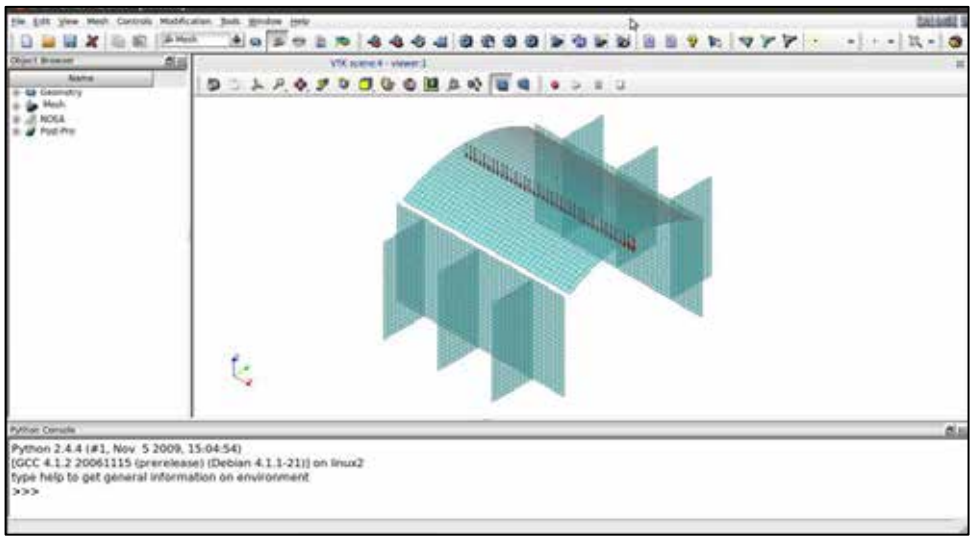 File Edit View Mesh Controls Modification Tools Window Help
Mesh
Object Browser
VTK scene:4 - viewer:1
Name
Geometry
Mesh
NOSA
Post-Pro
Python Console
Python 2.4.4 (#1, Nov 5 2009, 15:04:54)
[GCC 4.1.2 20061115 (prerelease) (Debian 4.1.1-21)] on linux2
type help to get general information on environment
>>>